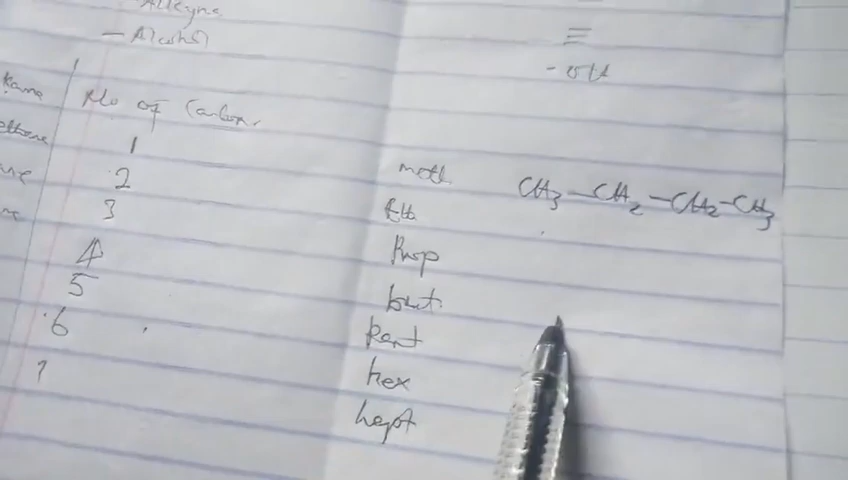 Alkyne
≡
- Alcohol
- OH
Name No of Carbon
1 meth
2 Eth
3 Prop
4 but
5 Pent
6 hex
7 hept
CH3 - CH2 - CH2 - CH3